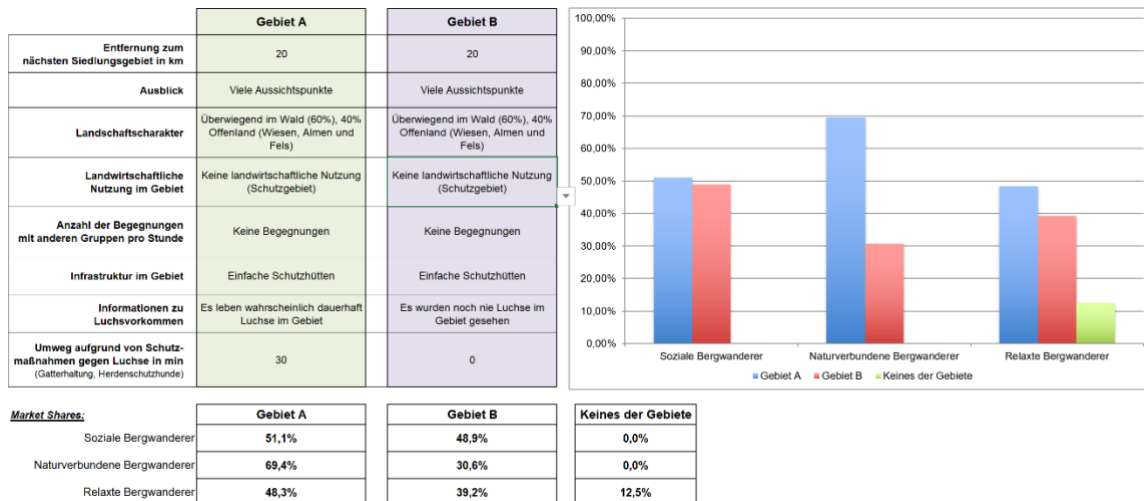 Gebiet A
Gebiet B
Entfernung zum
nächsten Siedlungsgebiet in km
20
20
Ausblick
Viele Aussichtspunkte
Viele Aussichtspunkte
Landschaftscharakter
Überwiegend im Wald (60%), 40%
Offenland (Wiesen, Almen und
Fels)
Überwiegend im Wald (60%), 40%
Offenland (Wiesen, Almen und
Fels)
Landwirtschaftliche
Nutzung im Gebiet
Keine landwirtschaftliche Nutzung
(Schutzgebiet)
Keine landwirtschaftliche Nutzung
(Schutzgebiet)
Anzahl der Begegnungen
mit anderen Gruppen pro Stunde
Keine Begegnungen
Keine Begegnungen
Infrastruktur im Gebiet
Einfache Schutzhütten
Einfache Schutzhütten
Informationen zu
Luchsvorkommen
Es leben wahrscheinlich dauerhaft
Luchse im Gebiet
Es wurden noch nie Luchse im
Gebiet gesehen
Umweg aufgrund von Schutz-
maßnahmen gegen Luchse in min
(Gatterhaltung, Herdenschutzhunde)
30
0
100,00%
90,00%
80,00%
70,00%
60,00%
50,00%
40,00%
30,00%
20,00%
10,00%
0,00%
Soziale Bergwanderer
Naturverbundene Bergwanderer
Relaxte Bergwanderer
Gebiet A
Gebiet B
Keines der Gebiete
Market Shares:
Gebiet A
Gebiet B
Keines der Gebiete
Soziale Bergwanderer
51,1%
48,9%
0,0%
Naturverbundene Bergwanderer
69,4%
30,6%
0,0%
Relaxte Bergwanderer
48,3%
39,2%
12,5%